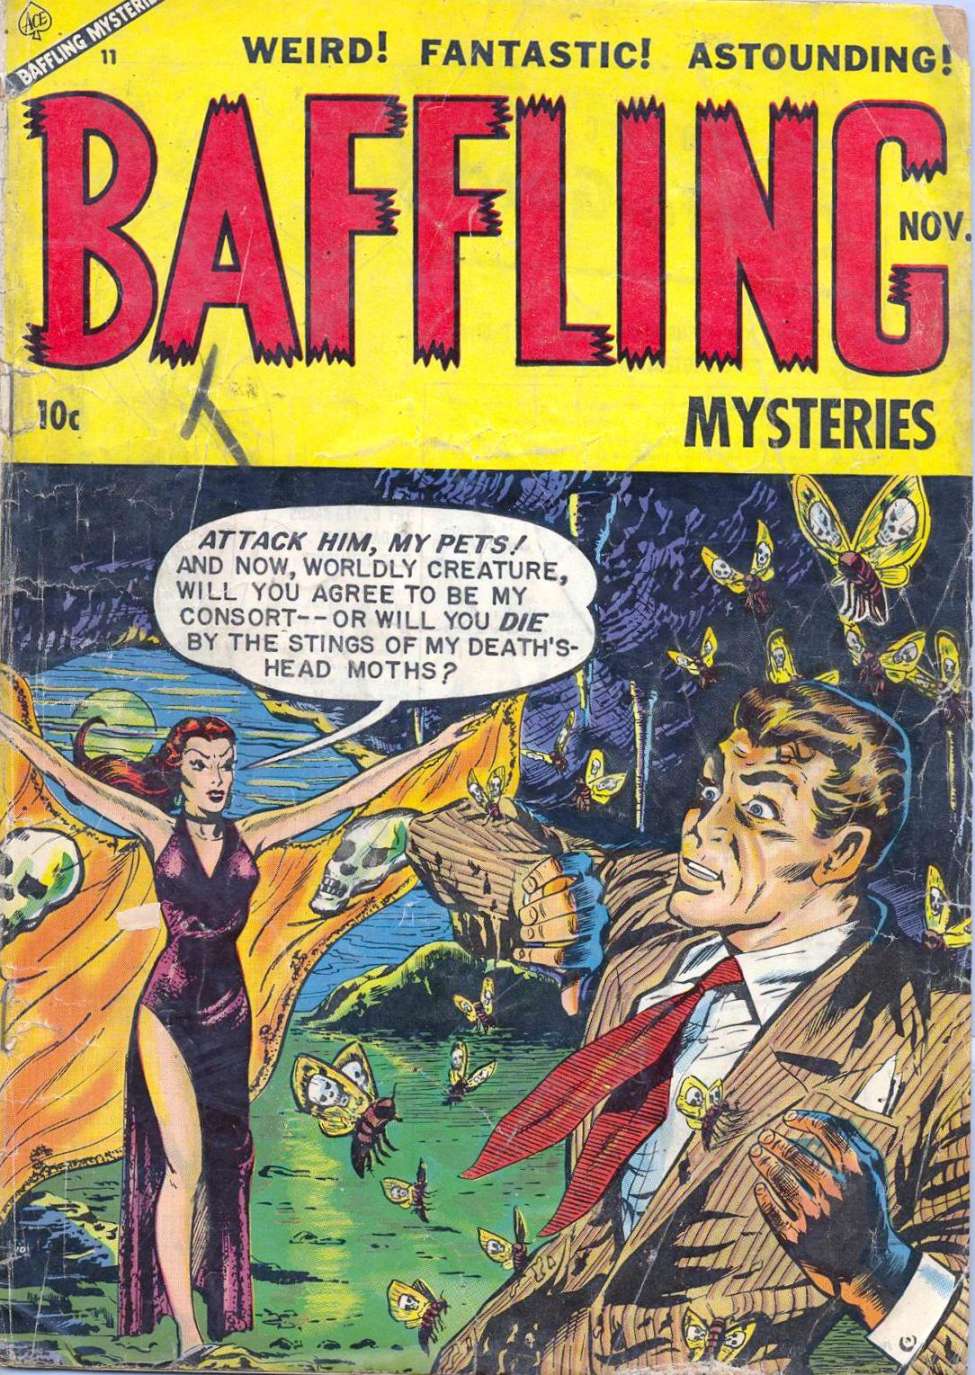 ACE
BAFFLING MYSTERIES
11
WEIRD! FANTASTIC! ASTOUNDING!
BAFFLING
NOV.
10c
MYSTERIES
ATTACK HIM, MY PETS!
AND NOW, WORLDLY CREATURE,
WILL YOU AGREE TO BE MY
CONSORT--OR WILL YOU DIE
BY THE STINGS OF MY DEATH'S-
HEAD MOTHS?